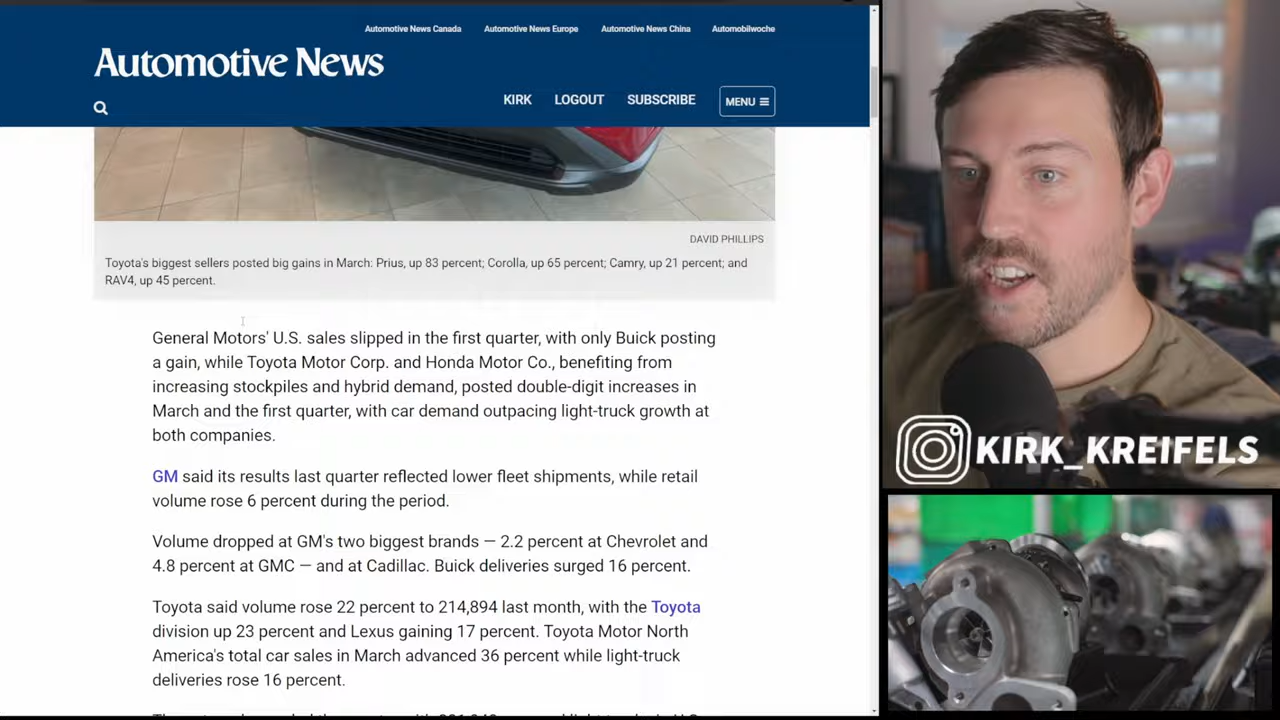 Automotive News Canada Automotive News Europe Automotive News China Automobilwoche
Automotive News
KIRK LOGOUT SUBSCRIBE MENU
DAVID PHILLIPS
Toyota's biggest sellers posted big gains in March: Prius, up 83 percent; Corolla, up 65 percent; Camry, up 21 percent; and
RAV4, up 45 percent.
General Motors' U.S. sales slipped in the first quarter, with only Buick posting
a gain, while Toyota Motor Corp. and Honda Motor Co., benefiting from
increasing stockpiles and hybrid demand, posted double-digit increases in
March and the first quarter, with car demand outpacing light-truck growth at
both companies.
GM said its results last quarter reflected lower fleet shipments, while retail
volume rose 6 percent during the period.
Volume dropped at GM's two biggest brands — 2.2 percent at Chevrolet and
4.8 percent at GMC — and at Cadillac. Buick deliveries surged 16 percent.
Toyota said volume rose 22 percent to 214,894 last month, with the Toyota
division up 23 percent and Lexus gaining 17 percent. Toyota Motor North
America's total car sales in March advanced 36 percent while light-truck
deliveries rose 16 percent.
KIRK_KREIFELS